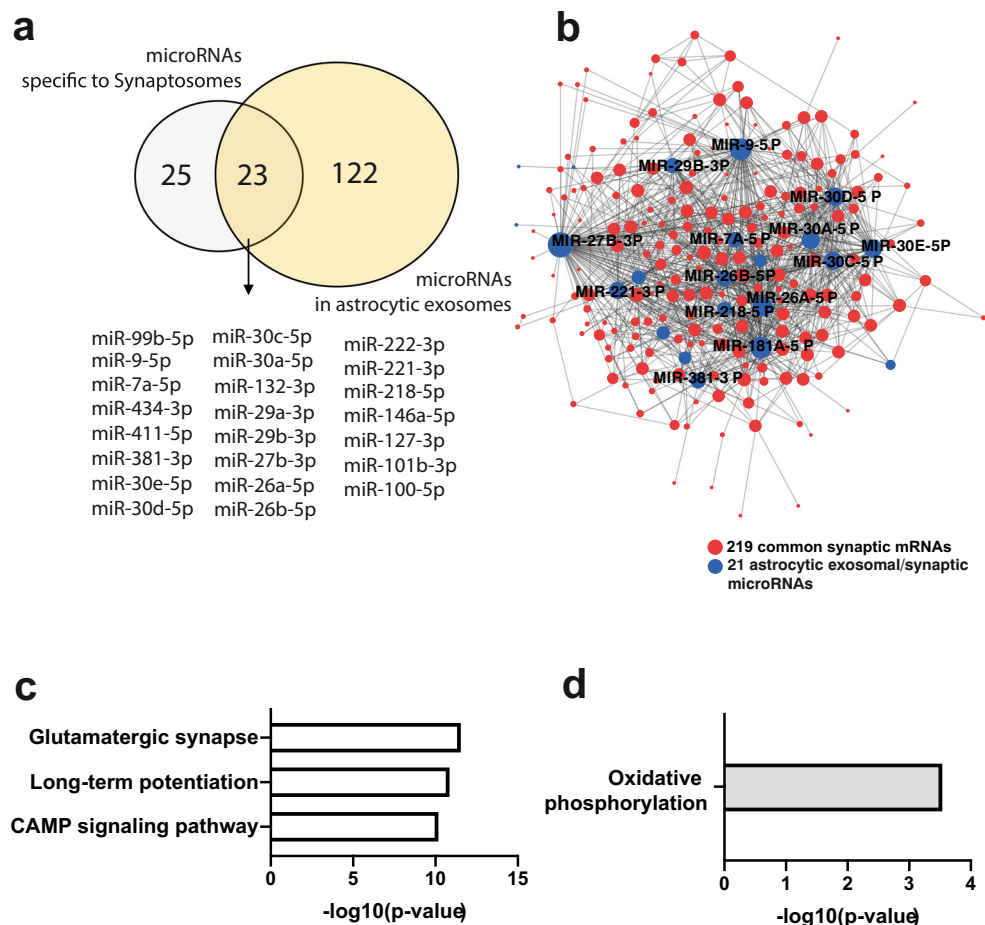 a
microRNAs
specific to Synaptosomes
25
23
122
microRNAs
in astrocytic exosomes
miR-99b-5p
miR-9-5p
miR-7a-5p
miR-434-3p
miR-411-5p
miR-381-3p
miR-30e-5p
miR-30d-5p
miR-30c-5p
miR-30a-5p
miR-132-3p
miR-29a-3p
miR-29b-3p
miR-27b-3p
miR-26a-5p
miR-26b-5p
miR-222-3p
miR-221-3p
miR-218-5p
miR-146a-5p
miR-127-3p
miR-101b-3p
miR-100-5p
b
MIR-9-5P
MIR-29B-3P
MIR-30D-5 P
MIR-30A-5 P
MIR-27B-3P
MIR-7A-5 P
MIR-30E-5P
MIR-30C-5 P
MIR-26B-5P
MIR-221-3 P
MIR-26A-5 P
MIR-218-5 P
MIR-181A-5 P
MIR-381-3 P
219 common synaptic mRNAs
21 astrocytic exosomal/synaptic
microRNAs
c
Glutamatergic synapse
Long-term potentiation
CAMP signaling pathway
0 5 10 15
-log10(p-value)
d
Oxidative
phosphorylation
0 1 2 3 4
-log10(p-value)